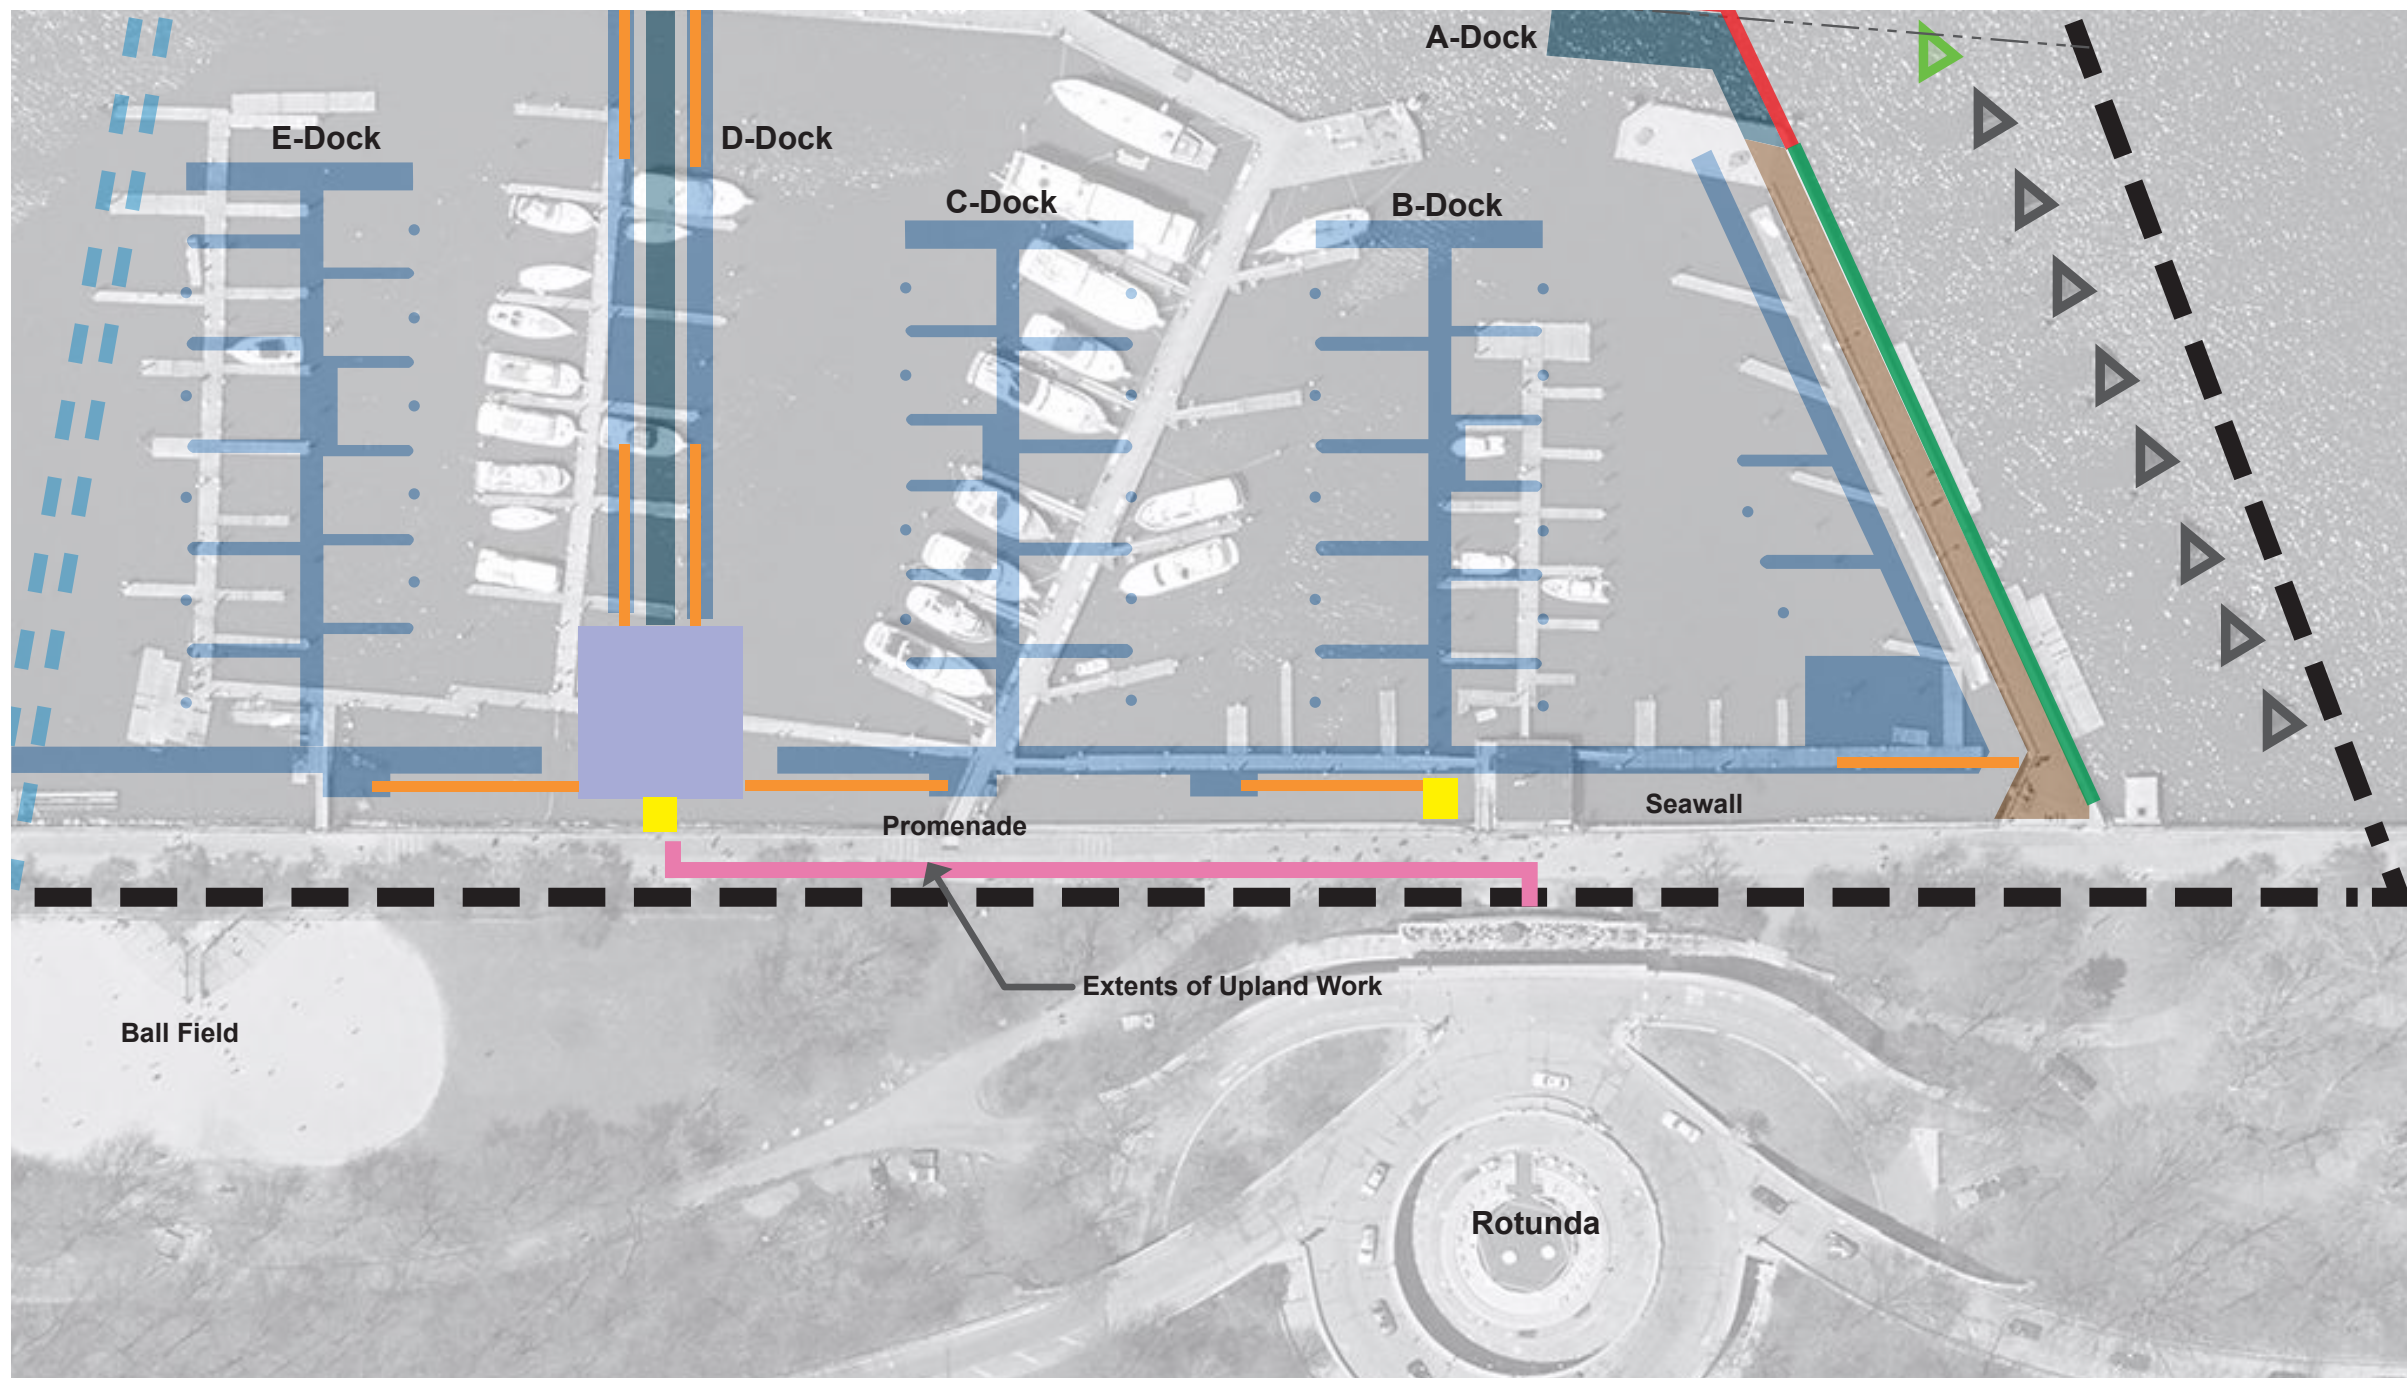 A-Dock
E-Dock
D-Dock
C-Dock
B-Dock
Seawall
Promenade
Extents of Upland Work
Ball Field
Rotunda